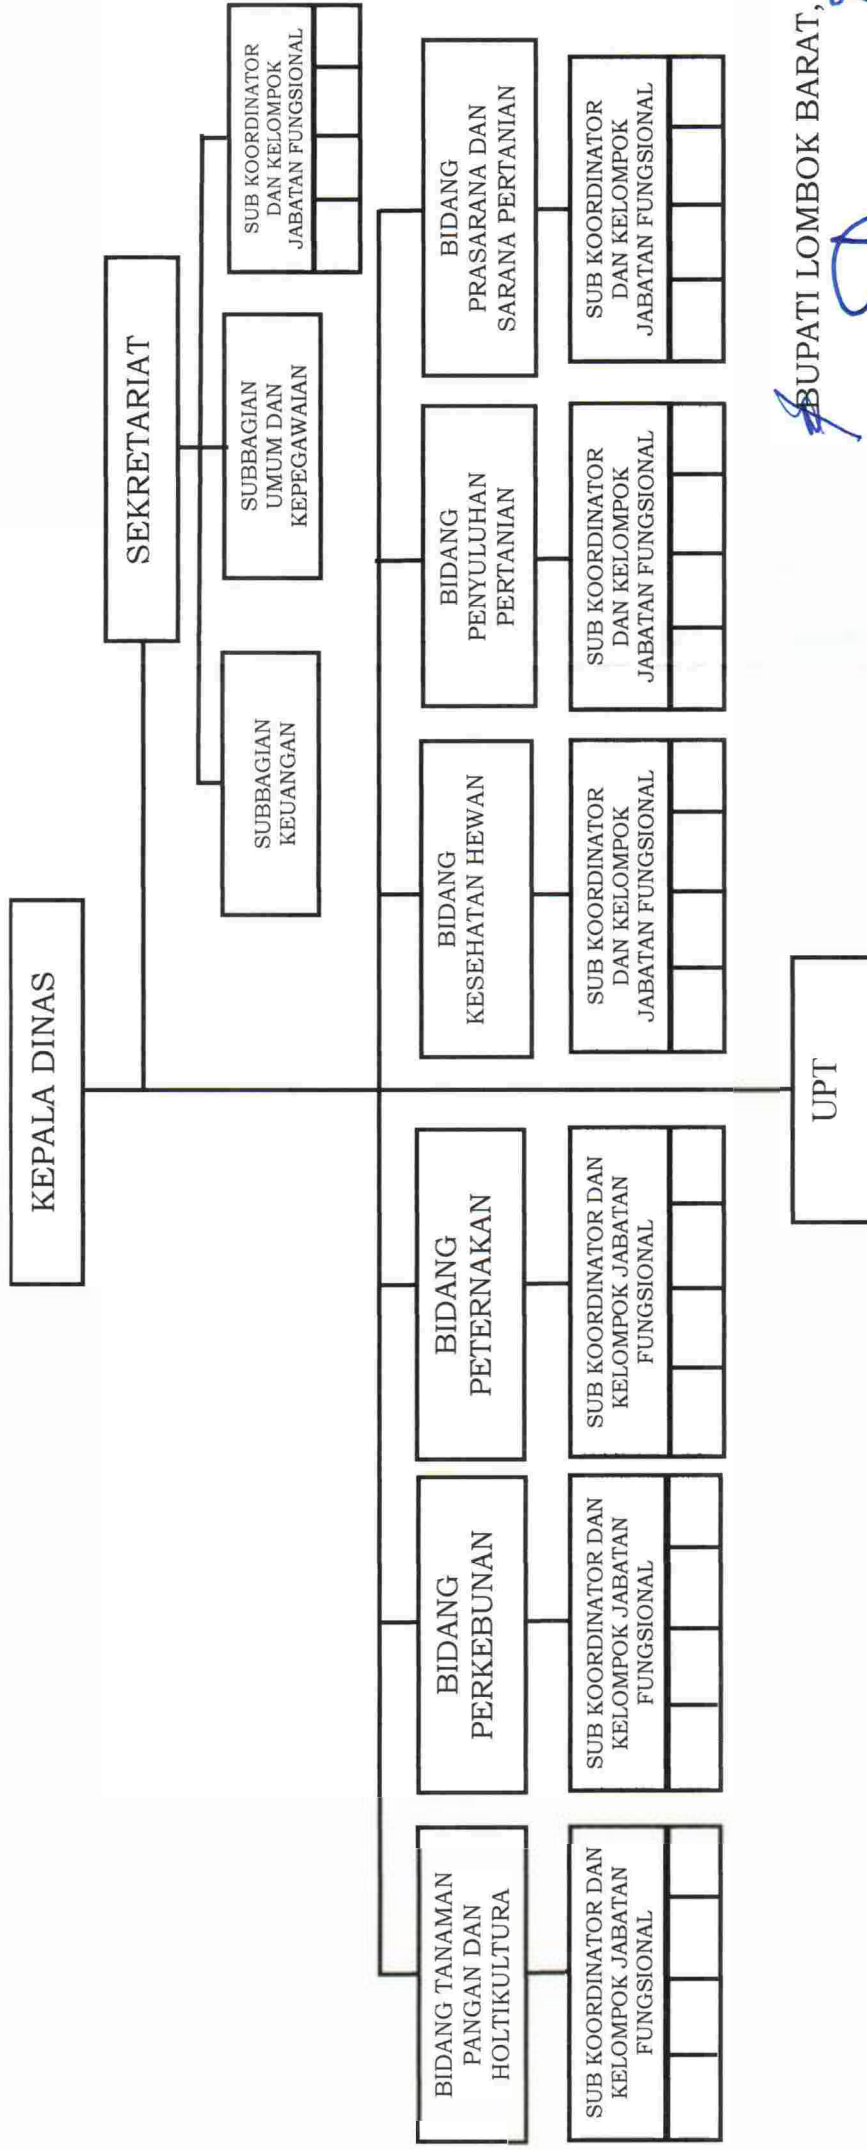 KEPALA DINAS
SEKRETARIAT
SUBBAGIAN
KEUANGAN
SUBBAGIAN
UMUM DAN
KEPEGAWAIAN
SUB KOORDINATOR
DAN KELOMPOK
JABATAN FUNGSIONAL
BIDANG TANAMAN
PANGAN DAN
HOLTIKULTURA
BIDANG
PERKEBUNAN
BIDANG
PETERNAKAN
BIDANG
KESEHATAN HEWAN
BIDANG
PENYULUHAN
PERTANIAN
BIDANG
PRASARANA DAN
SARANA PERTANIAN
SUB KOORDINATOR DAN
KELOMPOK JABATAN
FUNGSIONAL
SUB KOORDINATOR DAN
KELOMPOK JABATAN
FUNGSIONAL
SUB KOORDINATOR DAN
KELOMPOK JABATAN
FUNGSIONAL
SUB KOORDINATOR
DAN KELOMPOK
JABATAN FUNGSIONAL
SUB KOORDINATOR
DAN KELOMPOK
JABATAN FUNGSIONAL
SUB KOORDINATOR
DAN KELOMPOK
JABATAN FUNGSIONAL
UPT
BUPATI LOMBOK BARAT,